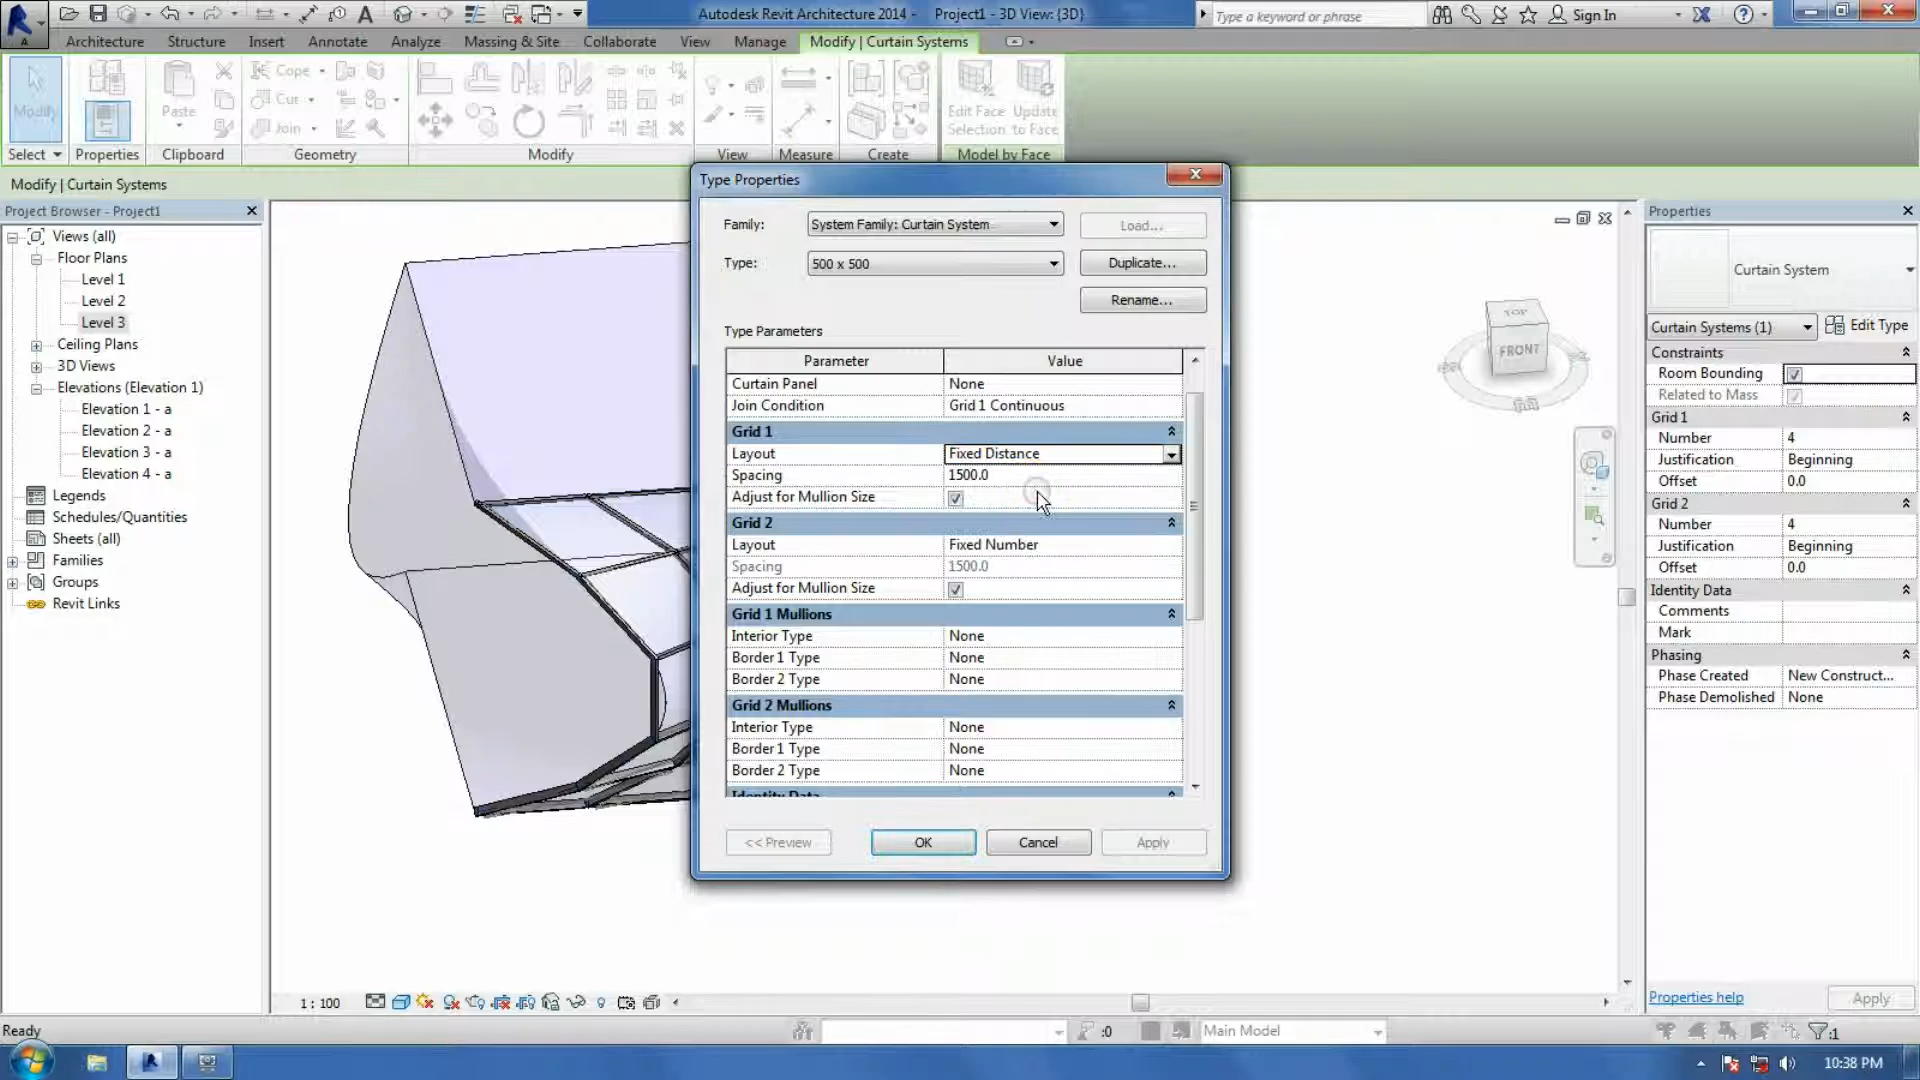 Autodesk Revit Architecture 2014 - Project1 - 3D View: {3D}
Type a keyword or phrase
Sign In
Architecture Structure Insert Annotate Analyze Massing & Site Collaborate View Manage Modify | Curtain Systems
Modify
Paste
Cope
Cut
Join
Edit Face Selection
Update to Face
Select Properties Clipboard Geometry Modify View Measure Create Model by Face
Modify | Curtain Systems
Project Browser - Project1
Views (all)
Floor Plans
Level 1
Level 2
Level 3
Ceiling Plans
3D Views
Elevations (Elevation 1)
Elevation 1 - a
Elevation 2 - a
Elevation 3 - a
Elevation 4 - a
Legends
Schedules/Quantities
Sheets (all)
Families
Groups
Revit Links
Type Properties
Family: System Family: Curtain System Load...
Type: 500 x 500 Duplicate...
Rename...
Type Parameters
Parameter Value
Curtain Panel None
Join Condition Grid 1 Continuous
Grid 1
Layout Fixed Distance
Spacing 1500.0
Adjust for Mullion Size
Grid 2
Layout Fixed Number
Spacing 1500.0
Adjust for Mullion Size
Grid 1 Mullions
Interior Type None
Border 1 Type None
Border 2 Type None
Grid 2 Mullions
Interior Type None
Border 1 Type None
Border 2 Type None
Identity Data
<< Preview OK Cancel Apply
TOP
FRONT
Properties
Curtain System
Curtain Systems (1) Edit Type
Constraints
Room Bounding
Related to Mass
Grid 1
Number 4
Justification Beginning
Offset 0.0
Grid 2
Number 4
Justification Beginning
Offset 0.0
Identity Data
Comments
Mark
Phasing
Phase Created New Construct...
Phase Demolished None
Properties help Apply
1 : 100
Ready
:0
Main Model
:1
10:38 PM